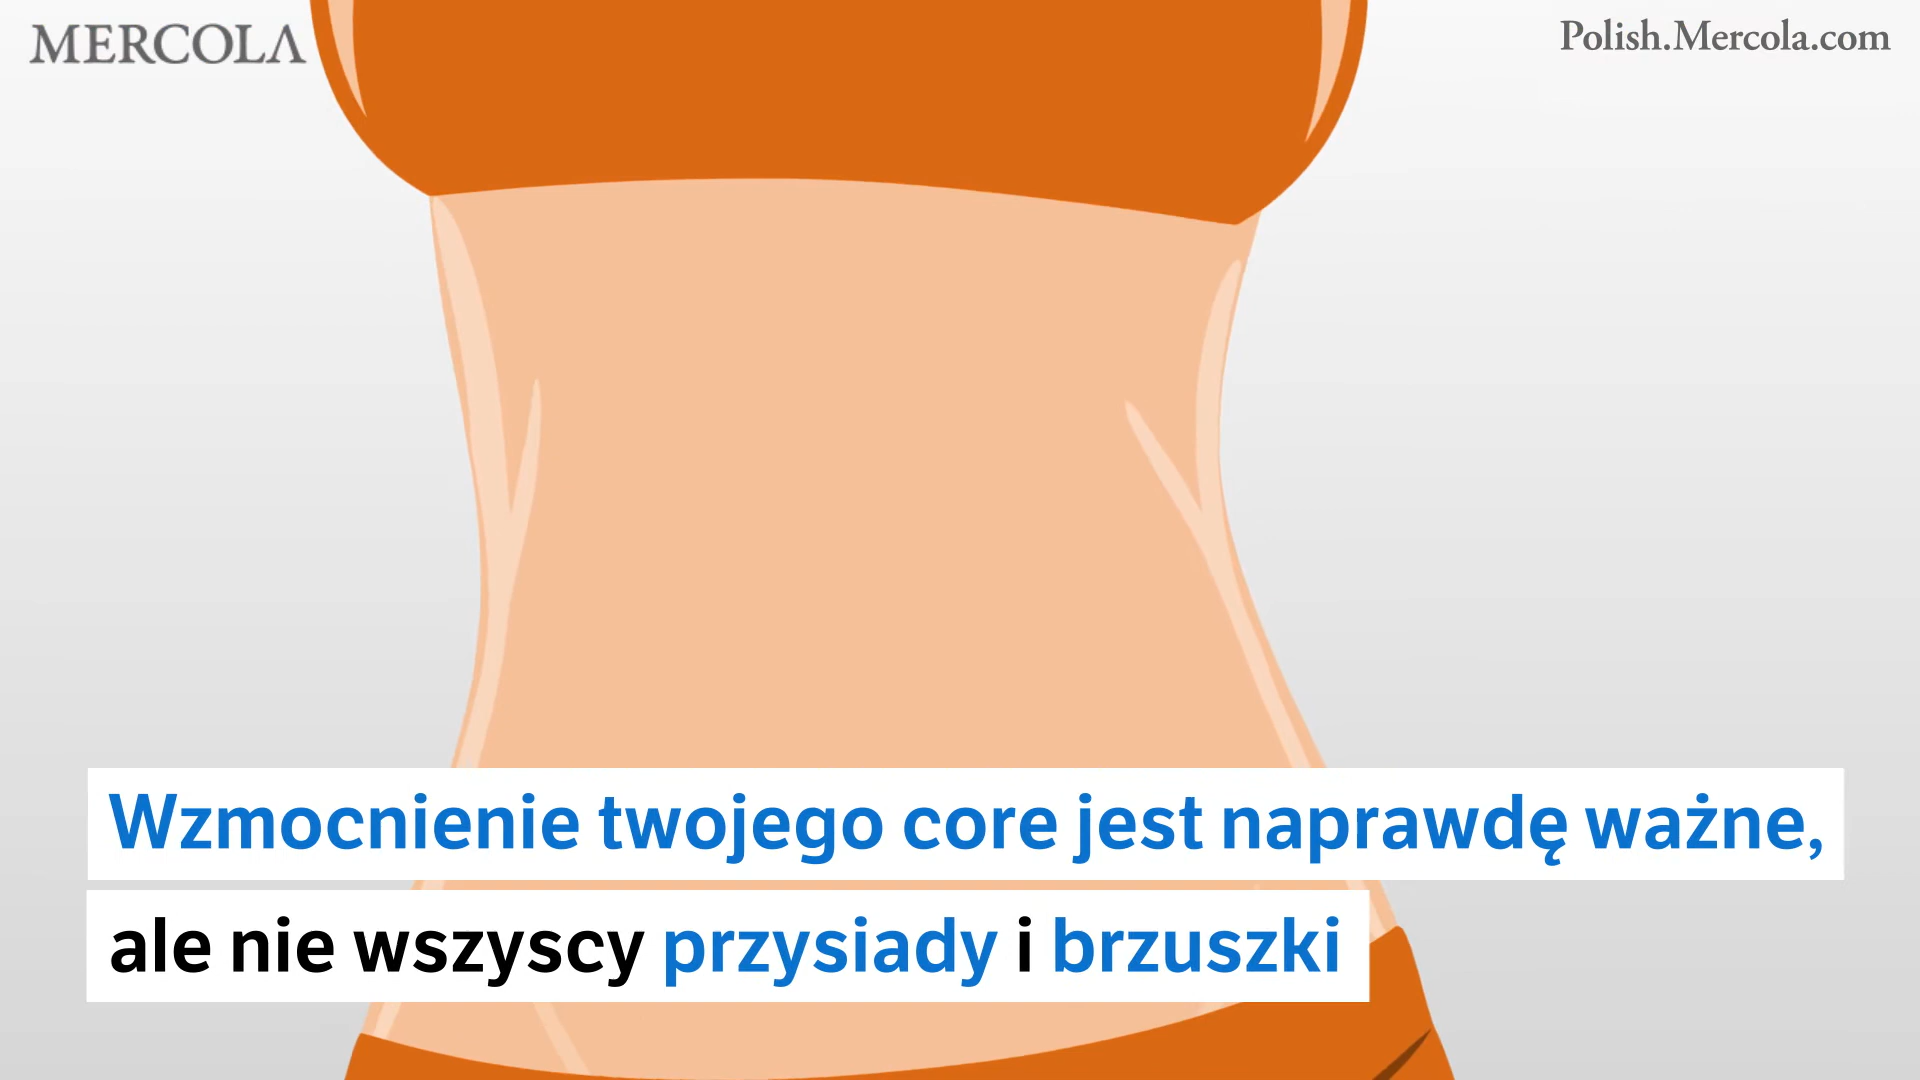 MERCOLA
Polish.Mercola.com
Wzmocnienie twojego core jest naprawdę ważne,
ale nie wszyscy przysiady i brzuszki